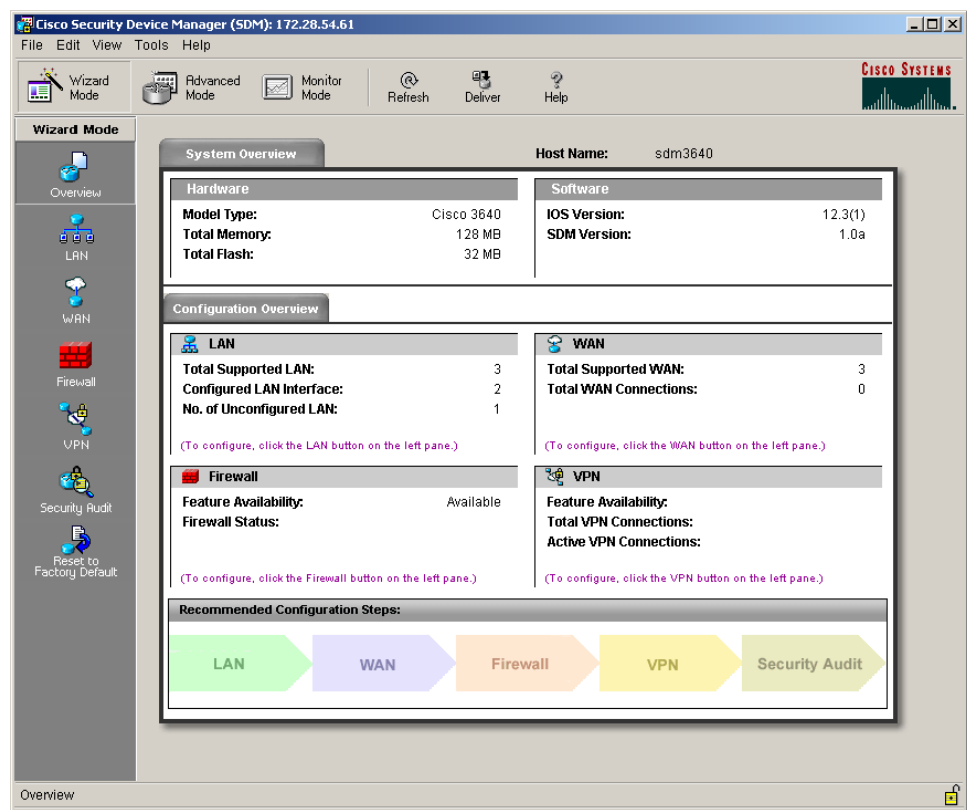 Cisco Security Device Manager (SDM): 172.28.54.61
File Edit View Tools Help
Wizard Mode
Advanced Mode
Monitor Mode
Refresh
Deliver
Help
CISCO SYSTEMS
Wizard Mode
Overview
LAN
WAN
Firewall
VPN
Security Audit
Reset to Factory Default
System Overview
Host Name: sdm3640
Hardware
Model Type: Cisco 3640
Total Memory: 128 MB
Total Flash: 32 MB
Software
IOS Version: 12.3(1)
SDM Version: 1.0a
Configuration Overview
LAN
Total Supported LAN: 3
Configured LAN Interface: 2
No. of Unconfigured LAN: 1
(To configure, click the LAN button on the left pane.)
WAN
Total Supported WAN: 3
Total WAN Connections: 0
(To configure, click the WAN button on the left pane.)
Firewall
Feature Availability: Available
Firewall Status:
(To configure, click the Firewall button on the left pane.)
VPN
Feature Availability:
Total VPN Connections:
Active VPN Connections:
(To configure, click the VPN button on the left pane.)
Recommended Configuration Steps:
LAN WAN Firewall VPN Security Audit
Overview